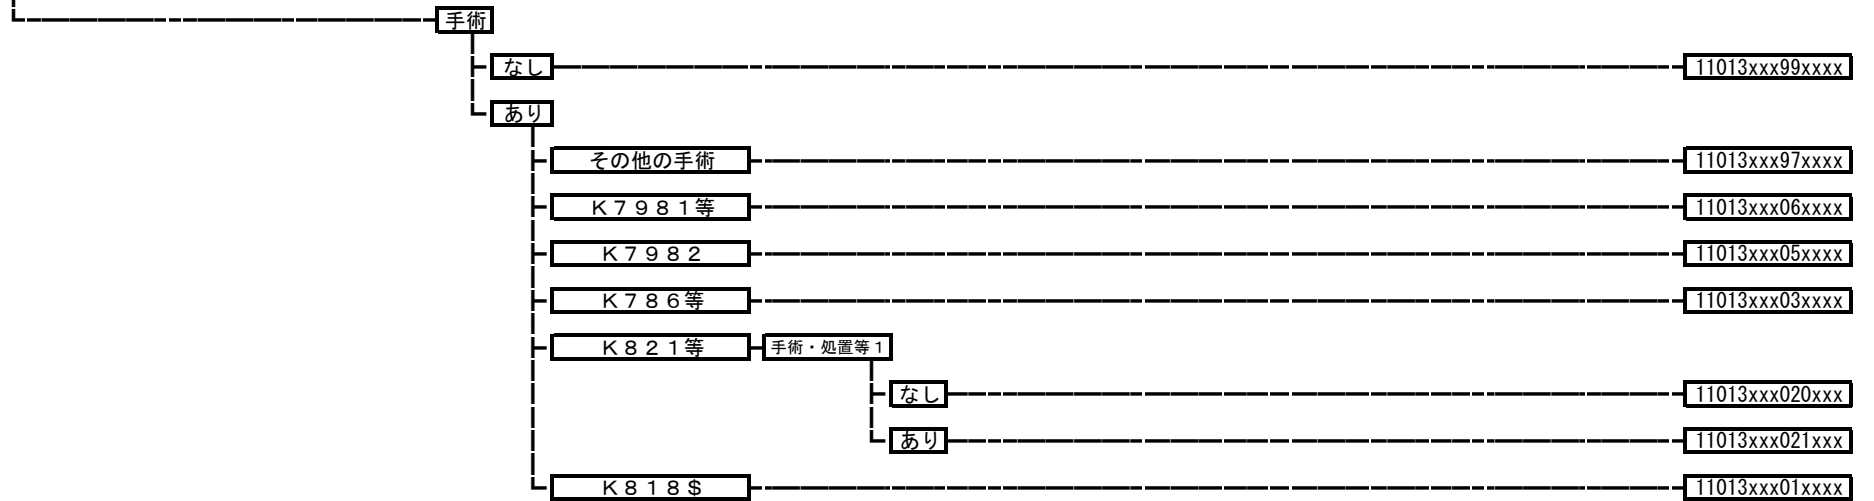 手術
なし 11013xxx99xxxx
あり
その他の手術 11013xxx97xxxx
Ｋ７９８１等 11013xxx06xxxx
Ｋ７９８２ 11013xxx05xxxx
Ｋ７８６等 11013xxx03xxxx
Ｋ８２１等 手術・処置等１
なし 11013xxx020xxx
あり 11013xxx021xxx
Ｋ８１８＄ 11013xxx01xxxx